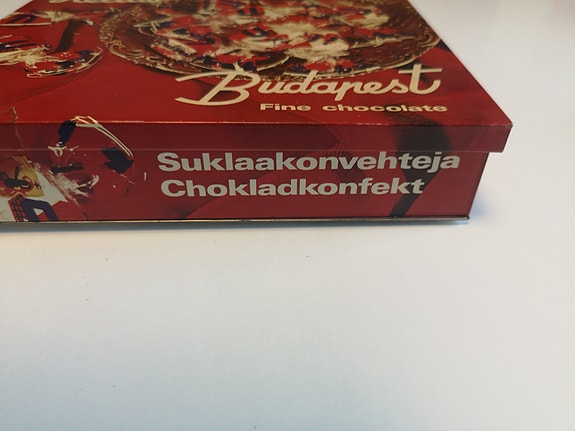 Budapest
Fine chocolate
Suklaakonvehteja
Chokladkonfekt